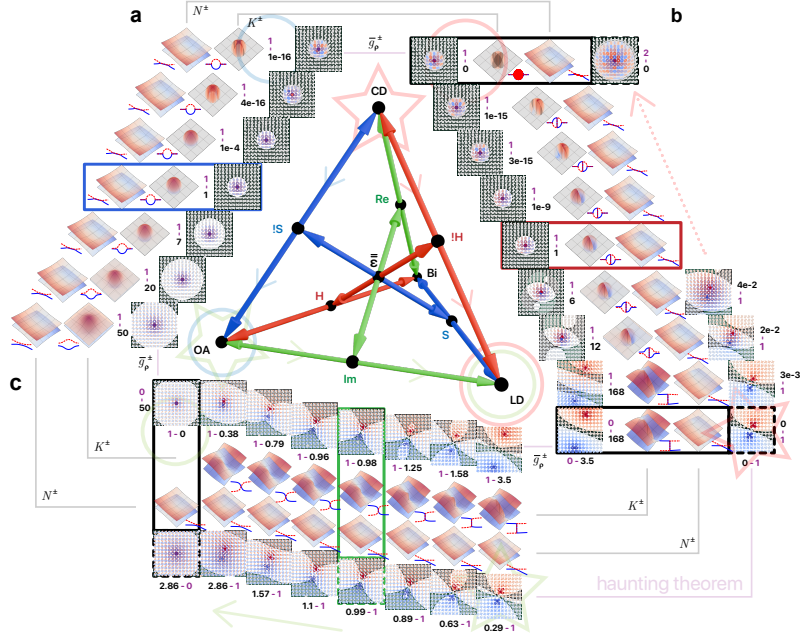 N±
K±
a
b
1
1e-16
g̅ρ±
1
0
2
0
CD
1
4e-16
1
1e-15
1
1e-4
1
3e-15
1
1
Re
1
1e-9
!S
!H
1
1
1
7
ε̿
Bi
H
1
20
1
6
4e-2
1
S
1
50
OA
1
12
2e-2
1
g̅ρ±
Im
c
LD
1
168
3e-3
1
0
50
1 - 0
1 - 0.38
1 - 0.79
1 - 0.96
1 - 0.98
1 - 1.25
1 - 1.58
1 - 3.5
0
168
0
1
K±
g̅ρ±
0 - 3.5
0 - 1
N±
K±
N±
haunting theorem
2.86 - 0
2.86 - 1
1.57 - 1
1.1 - 1
0.99 - 1
0.89 - 1
0.63 - 1
0.29 - 1